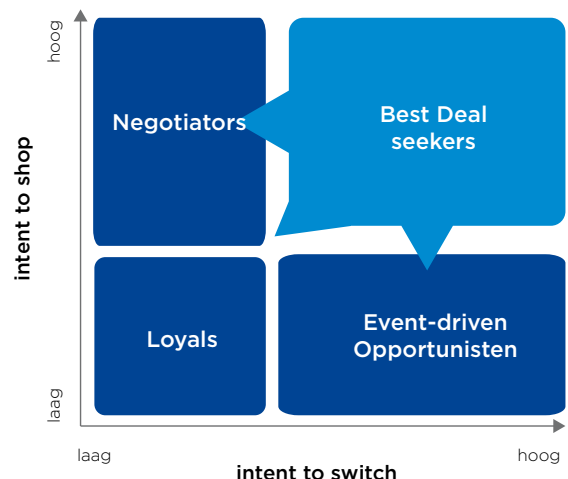 hoog
Negotiators
Best Deal
seekers
intent to shop
Loyals
Event-driven
Opportunisten
laag
laag
hoog
intent to switch